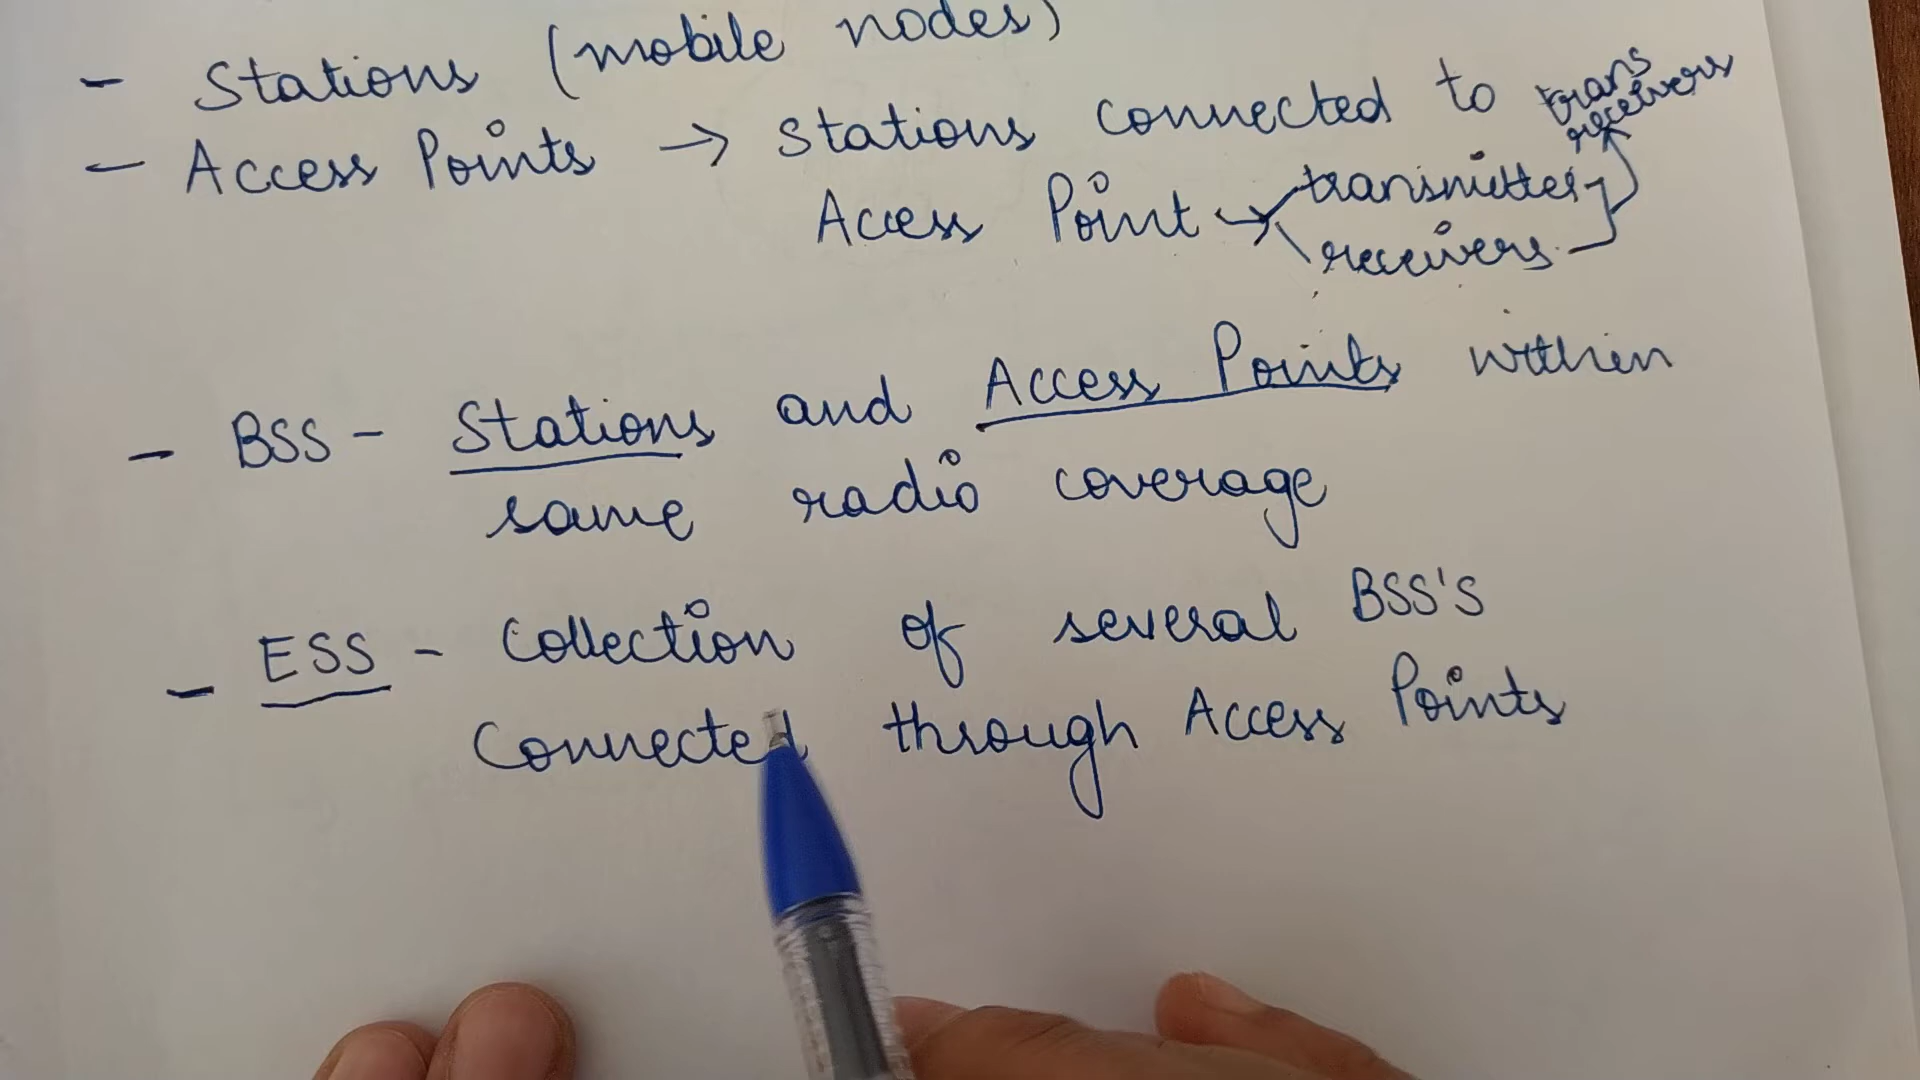 - Stations (mobile nodes)
- Access Points → Stations connected to trans
receivers
Access Point → transmitter
receivers
- BSS - Stations and Access Points within
same radio coverage
- ESS - Collection of several BSS's
Connected through Access Points